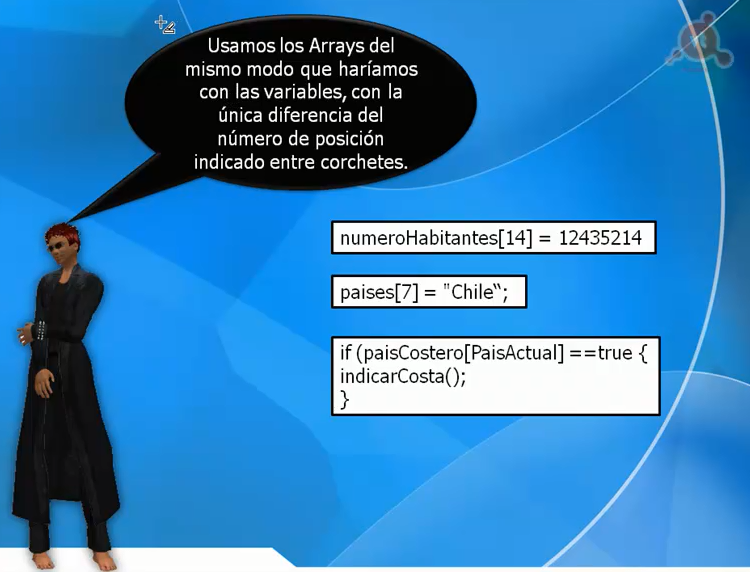 Usamos los Arrays del
mismo modo que haríamos
con las variables, con la
única diferencia del
número de posición
indicado entre corchetes.
numeroHabitantes[14] = 12435214
paises[7] = "Chile“;
if (paisCostero[PaisActual] ==true {
indicarCosta();
}